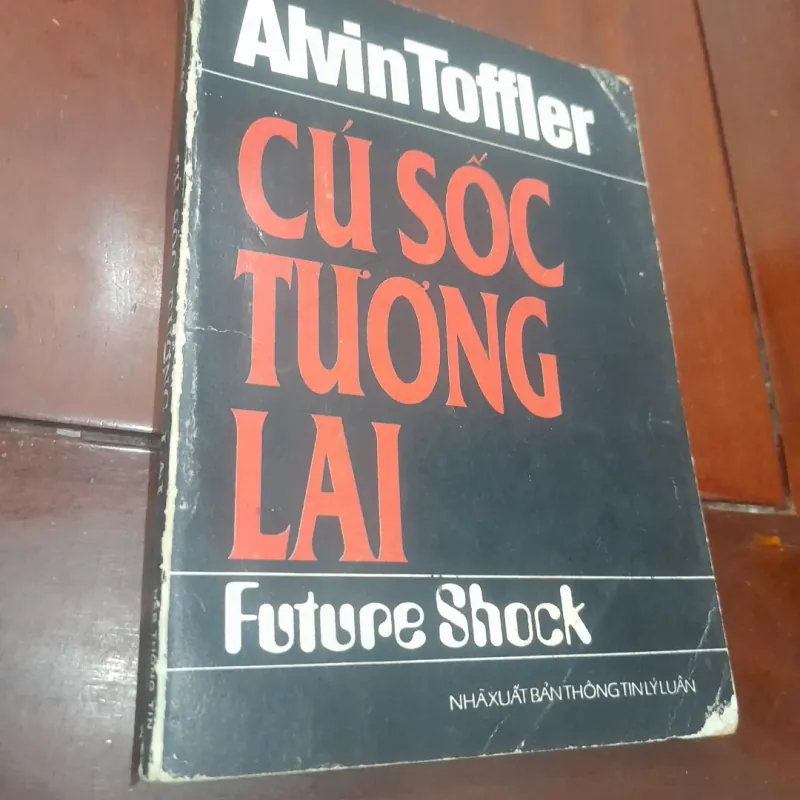 Alvin Toffler
CÚ SỐC
TƯƠNG
LAI
Future Shock
NHÀ XUẤT BẢN THÔNG TIN LÝ LUẬN